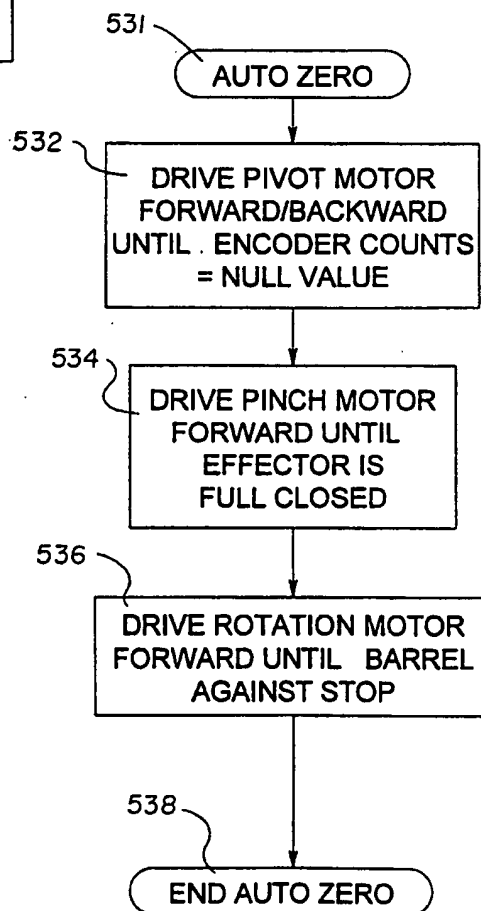 531
AUTO ZERO
532
DRIVE PIVOT MOTOR
FORWARD/BACKWARD
UNTIL . ENCODER COUNTS
= NULL VALUE
534
DRIVE PINCH MOTOR
FORWARD UNTIL
EFFECTOR IS
FULL CLOSED
536
DRIVE ROTATION MOTOR
FORWARD UNTIL BARREL
AGAINST STOP
538
END AUTO ZERO